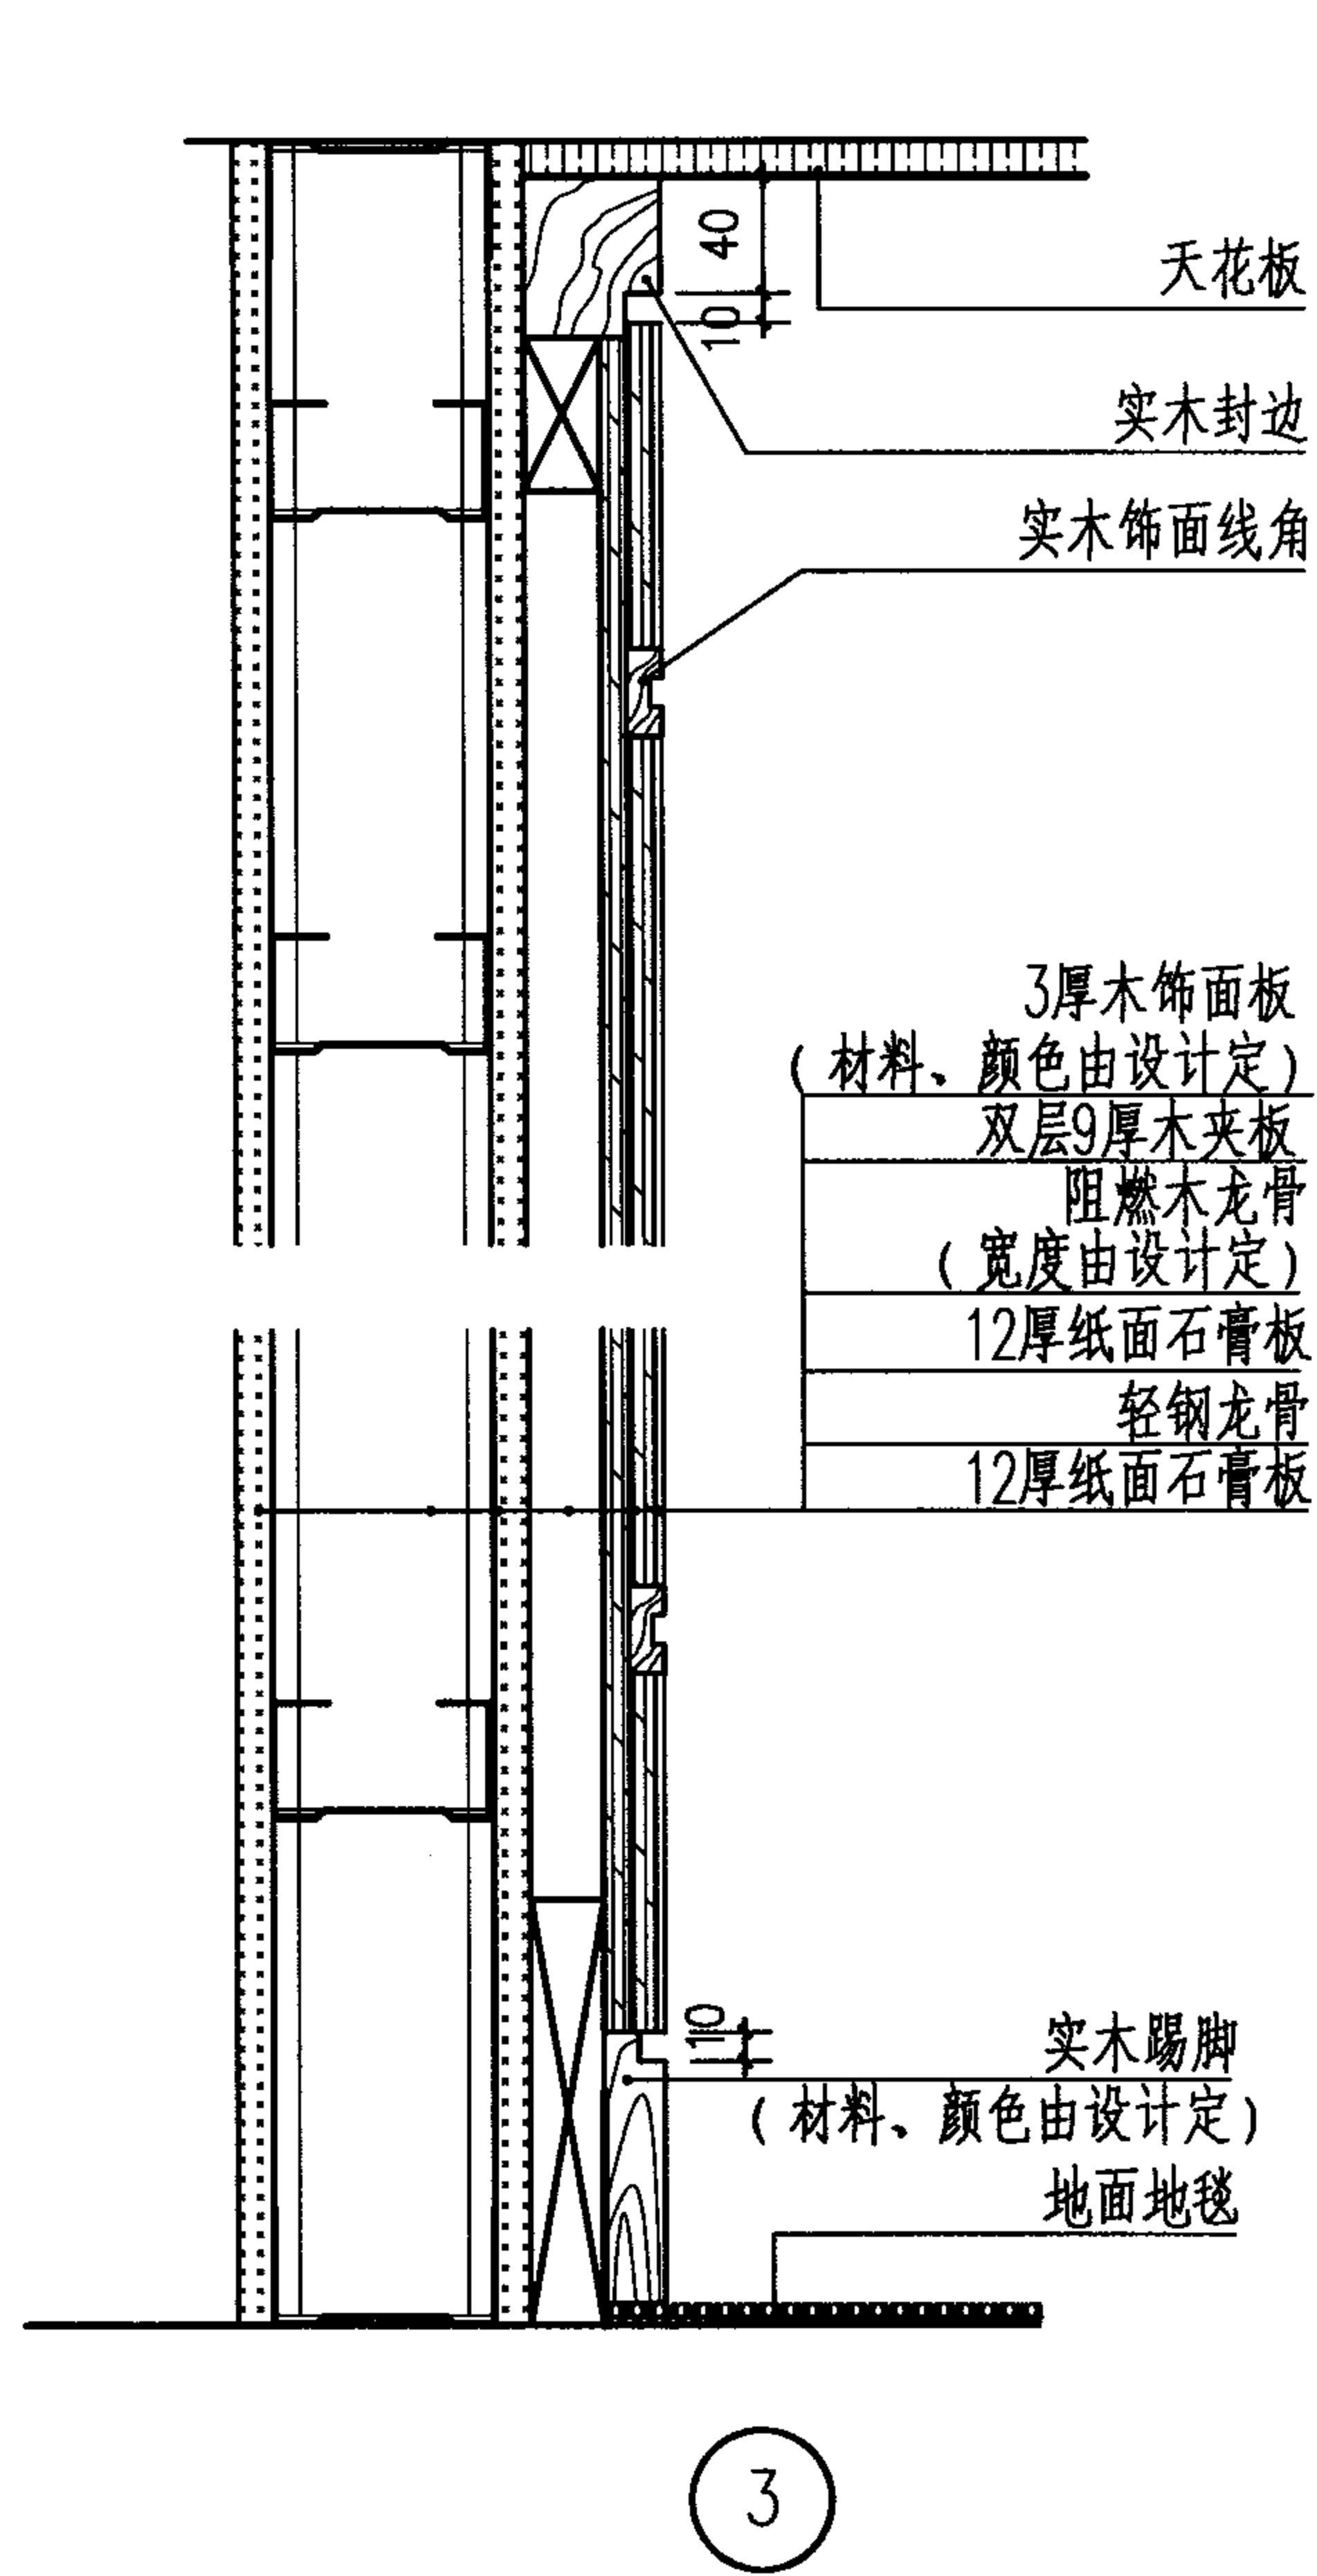 40
10
天花板
实木封边
实木饰面线角
3厚木饰面板
(材料、颜色由设计定)
双层9厚木夹板
阻燃木龙骨
(宽度由设计定)
12厚纸面石膏板
轻钢龙骨
12厚纸面石膏板
10
实木踢脚
(材料、颜色由设计定)
地面地毯
3